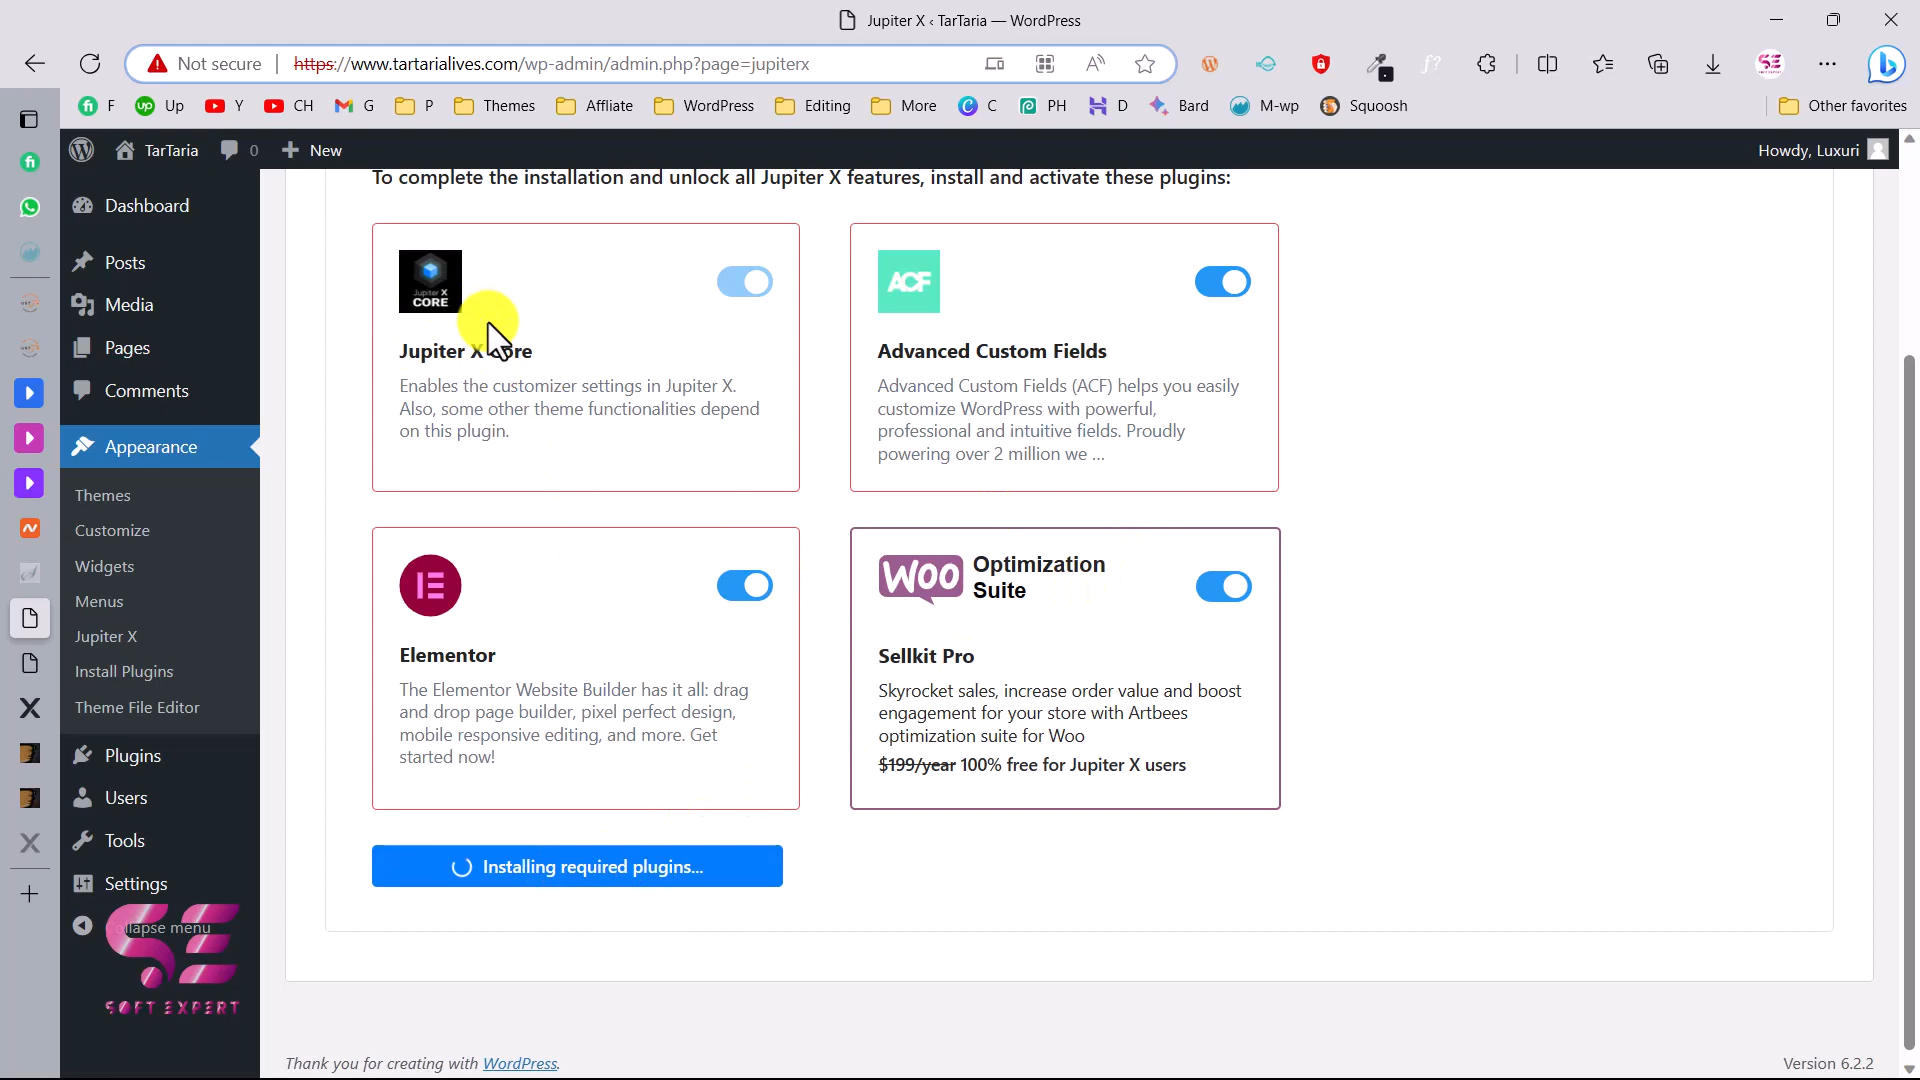 Jupiter X ‹ TarTaria — WordPress
Not secure
https://www.tartarialives.com/wp-admin/admin.php?page=jupiterx
F
Up
Y
CH
G
P
Themes
Affliate
WordPress
Editing
More
C
PH
D
Bard
M-wp
Squoosh
Other favorites
TarTaria
0
New
Howdy, Luxuri
Dashboard
Posts
Media
Pages
Comments
Appearance
Themes
Customize
Widgets
Menus
Jupiter X
Install Plugins
Theme File Editor
Plugins
Users
Tools
Settings
SOFT EXPERT
To complete the installation and unlock all Jupiter X features, install and activate these plugins:
Jupiter X
CORE
Jupiter X
Enables the customizer settings in Jupiter X.
Also, some other theme functionalities depend
on this plugin.
ACF
Advanced Custom Fields
Advanced Custom Fields (ACF) helps you easily
customize WordPress with powerful,
professional and intuitive fields. Proudly
powering over 2 million we ...
Elementor
The Elementor Website Builder has it all: drag
and drop page builder, pixel perfect design,
mobile responsive editing, and more. Get
started now!
WOO Optimization
Suite
Sellkit Pro
Skyrocket sales, increase order value and boost
engagement for your store with Artbees
optimization suite for Woo
$199/year 100% free for Jupiter X users
Installing required plugins...
Thank you for creating with WordPress.
Version 6.2.2